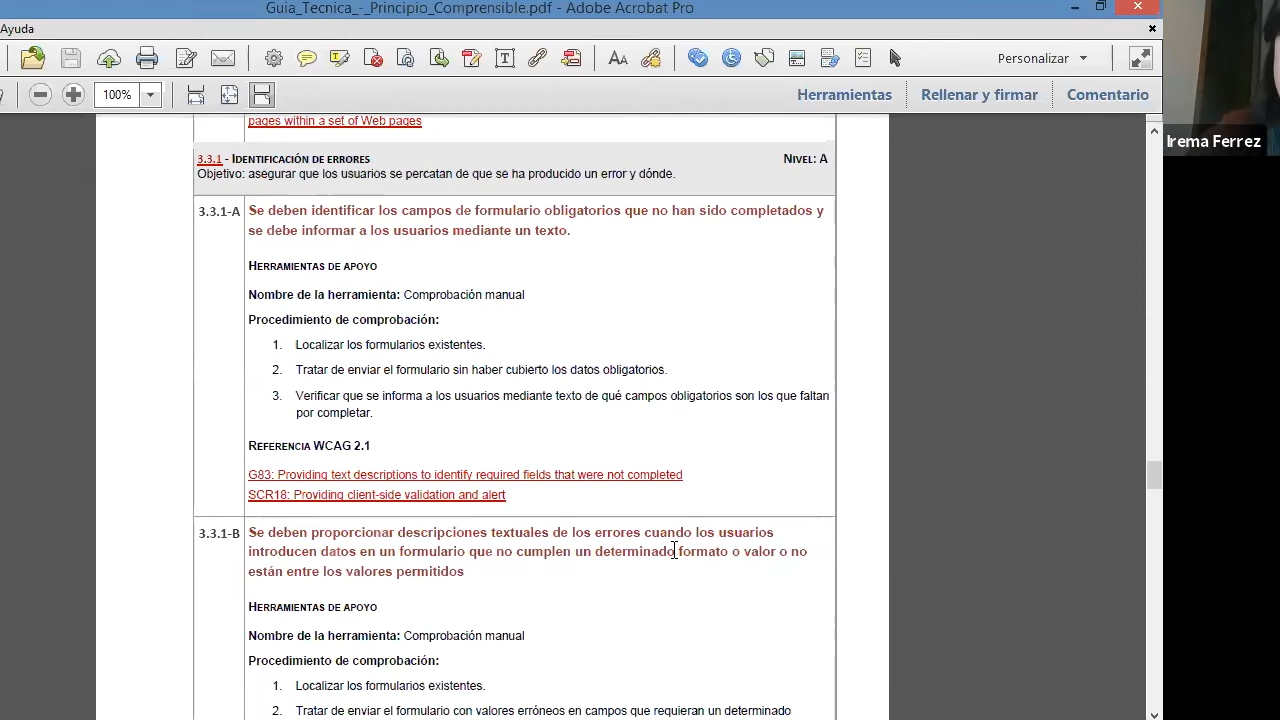 Guia_Tecnica_-_Principio_Comprensible.pdf - Adobe Acrobat Pro
Ayuda
Personalizar
100%
Herramientas
Rellenar y firmar
Comentario
pages within a set of Web pages
3.3.1 - IDENTIFICACIÓN DE ERRORES
NIVEL: A
Objetivo: asegurar que los usuarios se percatan de que se ha producido un error y dónde.
3.3.1-A
Se deben identificar los campos de formulario obligatorios que no han sido completados y
se debe informar a los usuarios mediante un texto.
HERRAMIENTAS DE APOYO
Nombre de la herramienta: Comprobación manual
Procedimiento de comprobación:
1. Localizar los formularios existentes.
2. Tratar de enviar el formulario sin haber cubierto los datos obligatorios.
3. Verificar que se informa a los usuarios mediante texto de qué campos obligatorios son los que faltan
por completar.
REFERENCIA WCAG 2.1
G83: Providing text descriptions to identify required fields that were not completed
SCR18: Providing client-side validation and alert
3.3.1-B
Se deben proporcionar descripciones textuales de los errores cuando los usuarios
introducen datos en un formulario que no cumplen un determinado formato o valor o no
están entre los valores permitidos
HERRAMIENTAS DE APOYO
Nombre de la herramienta: Comprobación manual
Procedimiento de comprobación:
1. Localizar los formularios existentes.
2. Tratar de enviar el formulario con valores erróneos en campos que requieran un determinado
Irema Ferrez